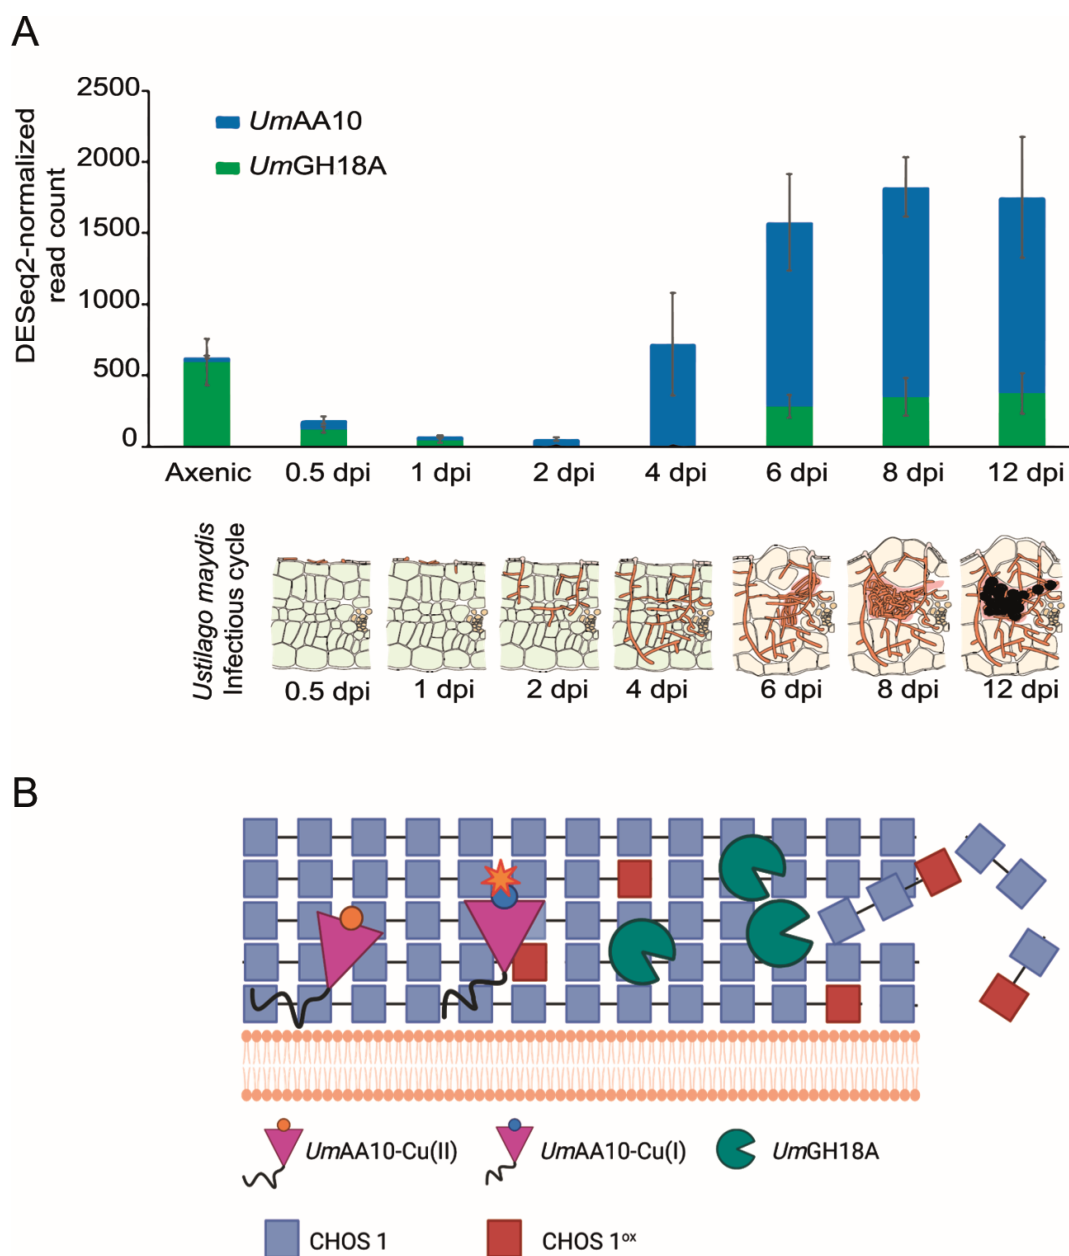 A
DESeq2-normalized
read count
2500
2000
1500
1000
500
0
UmAA10
UmGH18A
Axenic 0.5 dpi 1 dpi 2 dpi 4 dpi 6 dpi 8 dpi 12 dpi
Ustilago maydis
Infectious cycle
0.5 dpi 1 dpi 2 dpi 4 dpi 6 dpi 8 dpi 12 dpi
B
UmAA10-Cu(II) UmAA10-Cu(I) UmGH18A
CHOS 1 CHOS 1ᵒˣ